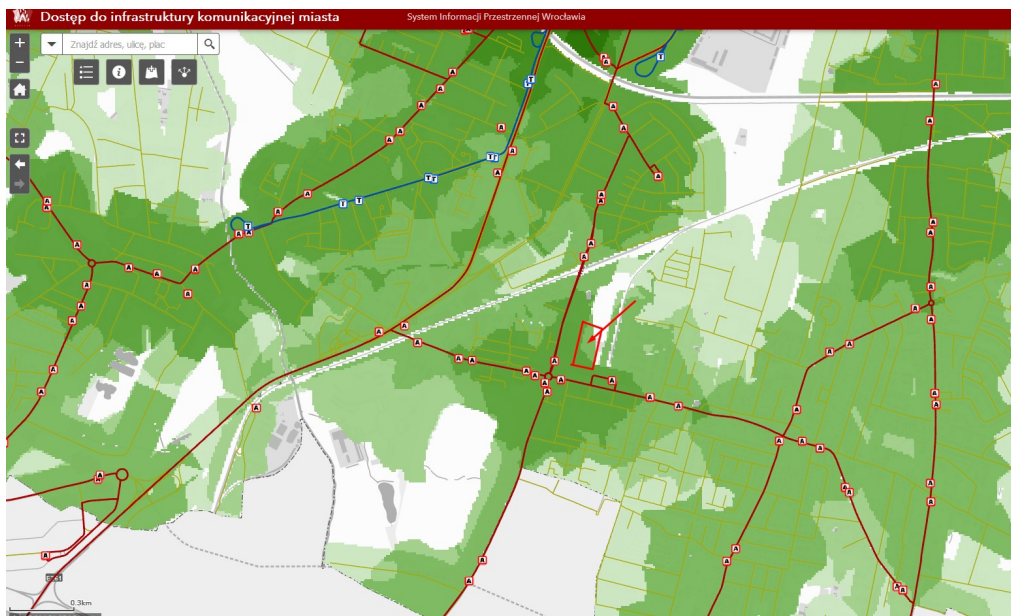 Dostęp do infrastruktury komunikacyjnej miasta
System Informacji Przestrzennej Wrocławia
Znajdź adres, ulicę, plac
0.3km